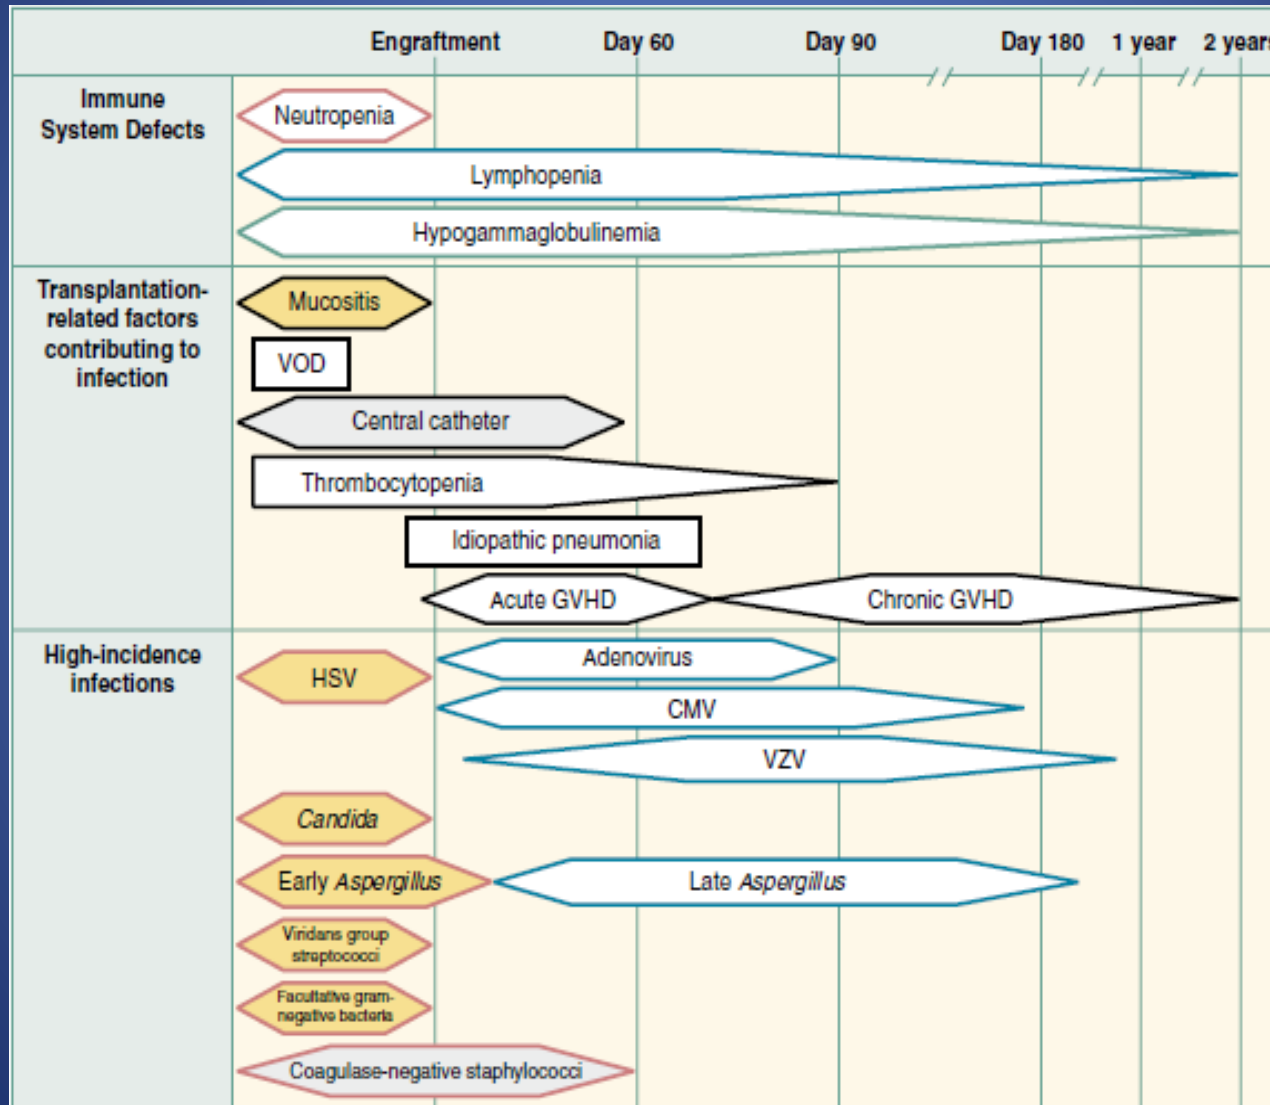 Engraftment Day 60 Day 90 Day 180 1 year 2 years
Immune
System Defects
Neutropenia
Lymphopenia
Hypogammaglobulinemia
Transplantation-
related factors
contributing to
infection
Mucositis
VOD
Central catheter
Thrombocytopenia
Idiopathic pneumonia
Acute GVHD
Chronic GVHD
High-incidence
infections
HSV
Adenovirus
CMV
VZV
Candida
Early Aspergillus
Late Aspergillus
Viridans group
streptococci
Facultative gram-
negative bacteria
Coagulase-negative staphylococci